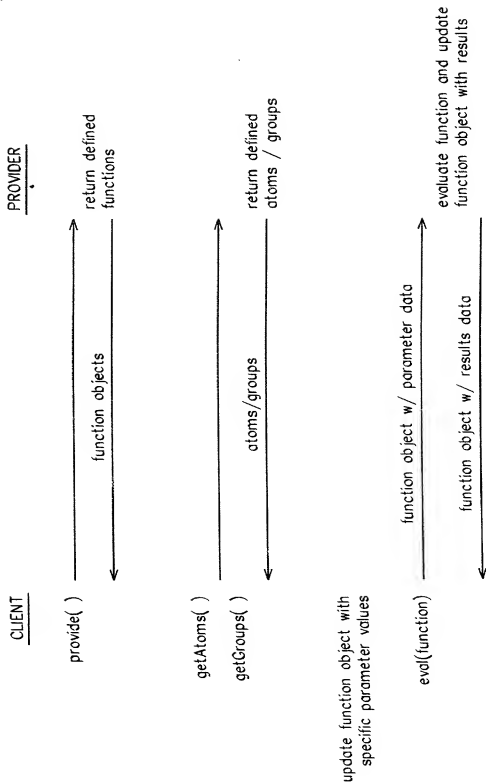 CLIENT
PROVIDER
provide( )
return defined
functions
function objects
getAtoms( )
getGroups( )
return defined
atoms / groups
atoms/groups
update function object with
specific parameter values
eval(function)
function object w/ parameter data
evaluate function and update
function object with results
function object w/ results data